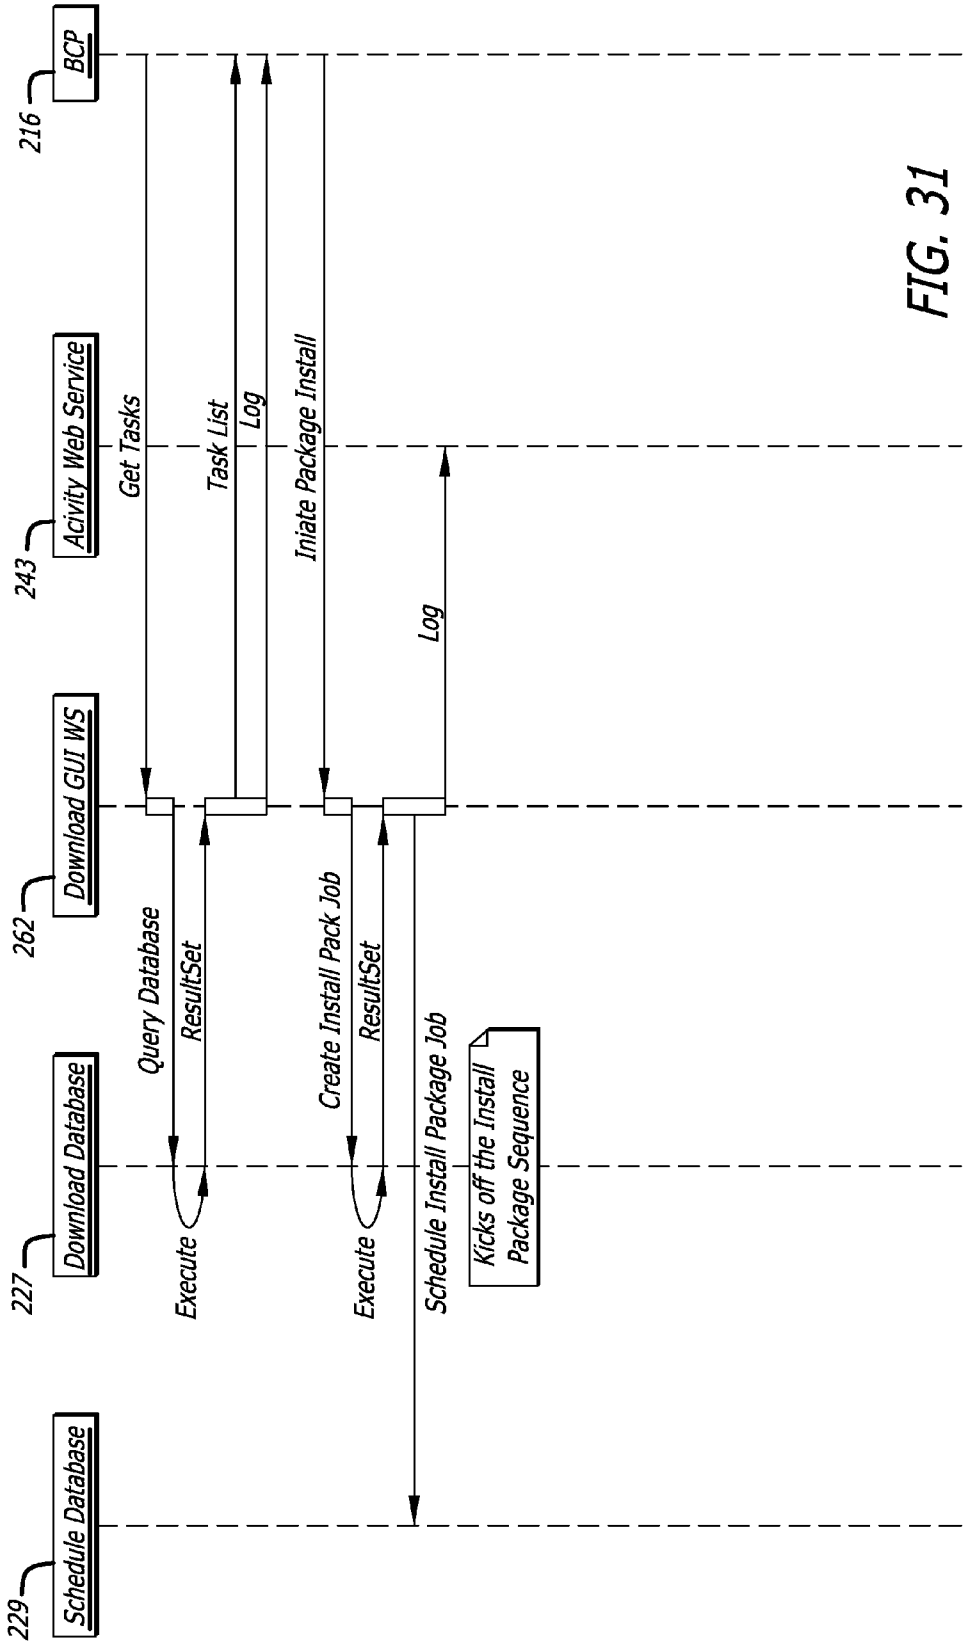 229
Schedule Database
227
Download Database
262
Download GUI WS
243
Acivity Web Service
216
BCP
Get Tasks
Query Database
Execute
ResultSet
Task List
Log
Iniate Package Install
Create Install Pack Job
Execute
ResultSet
Schedule Install Package Job
Log
Kicks off the Install
Package Sequence
FIG. 31